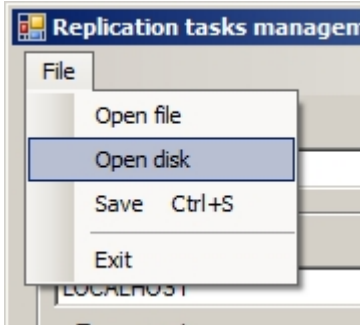 Replication tasks managem
File
Open file
Open disk
Save Ctrl+S
Exit
LOCALHOST